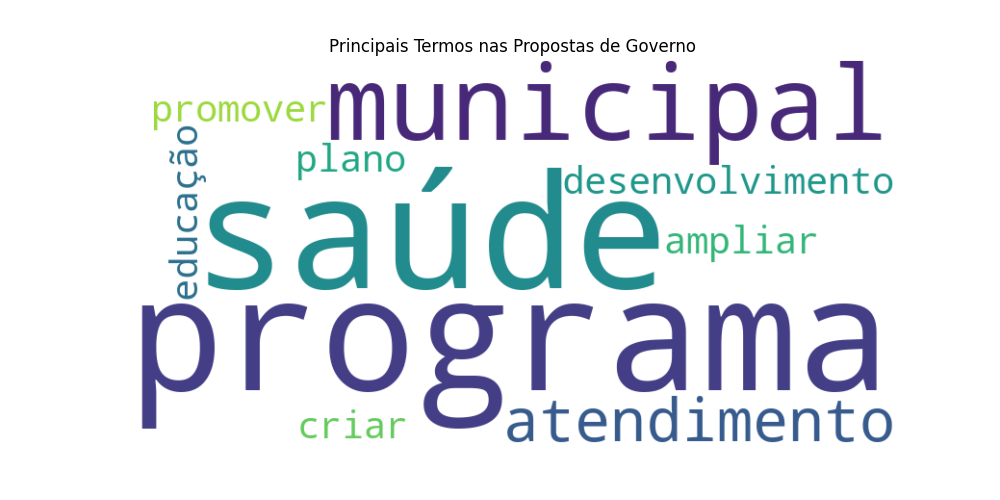 Principais Termos nas Propostas de Governo
municipal
promover
plano
educação
desenvolvimento
saúde
ampliar
programa
criar
atendimento